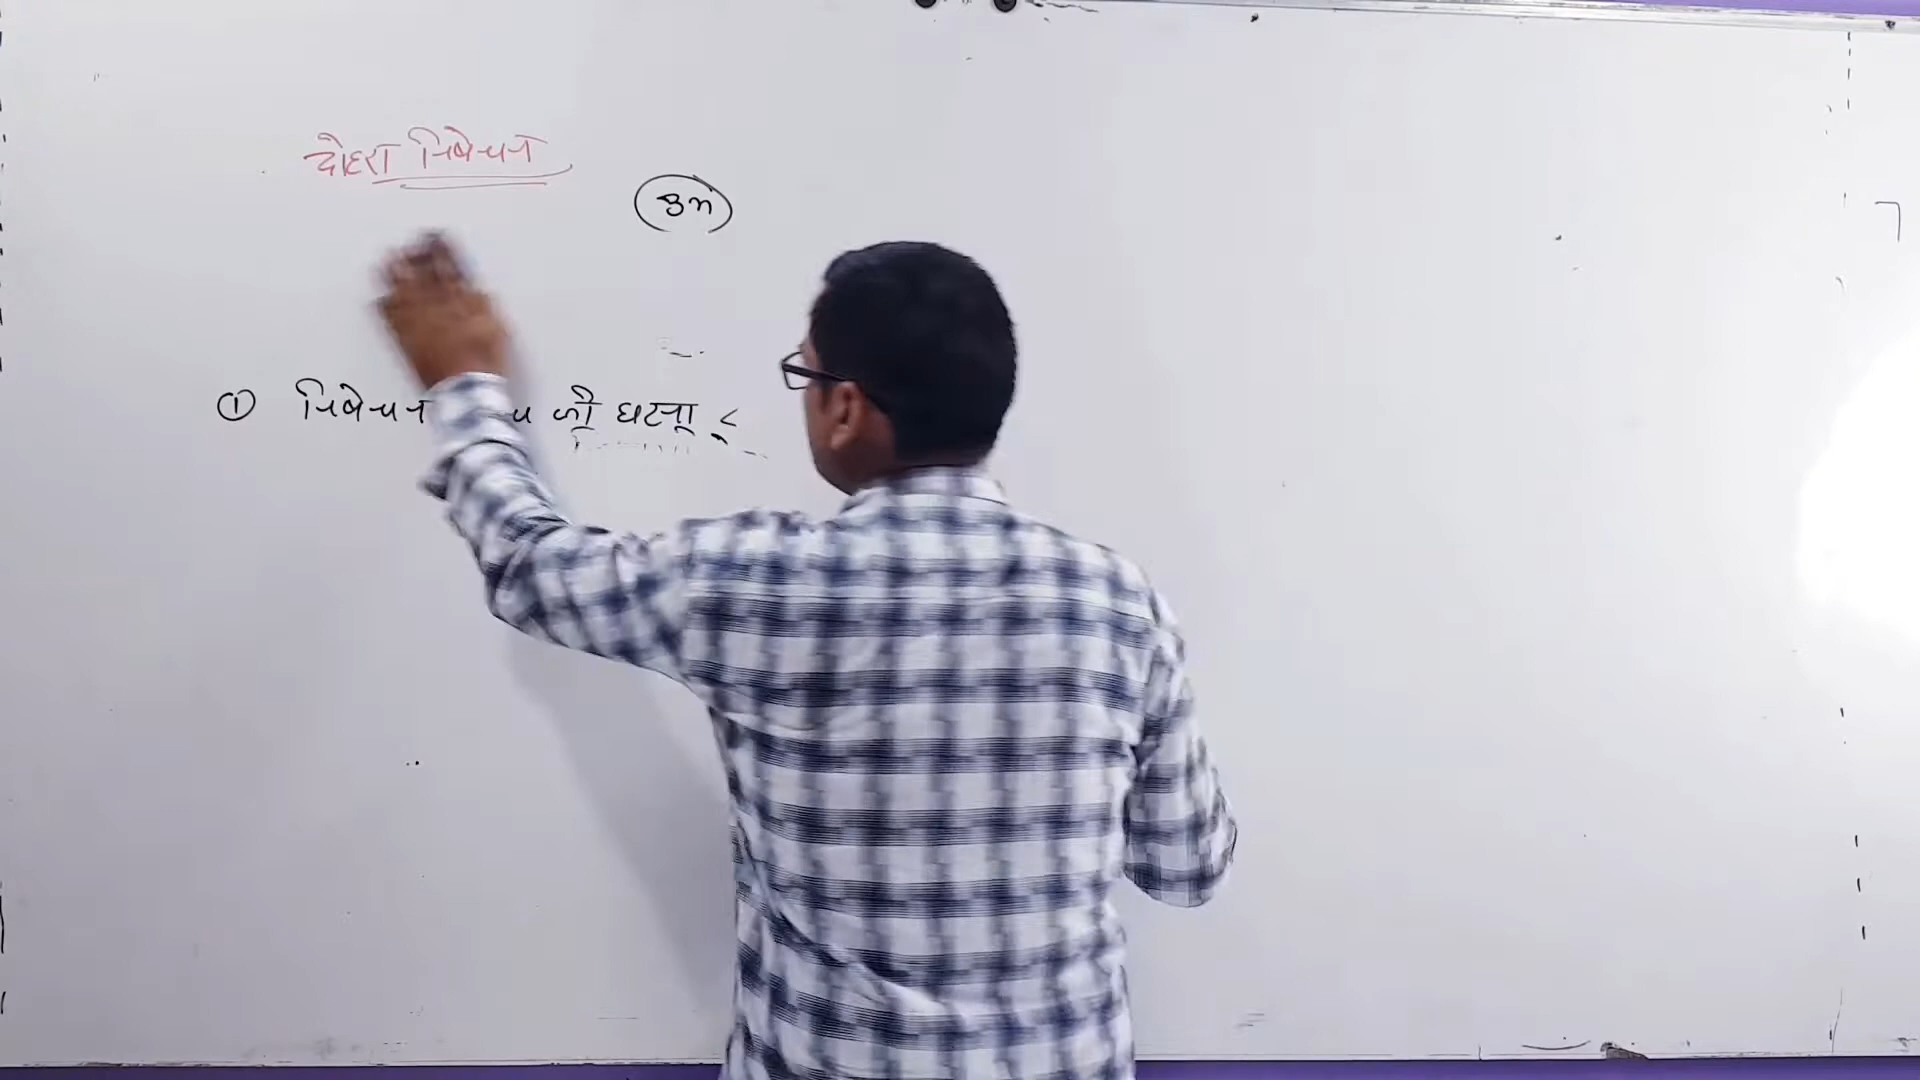 दोहरा निषेचन
3n
① निषेचन की घटना